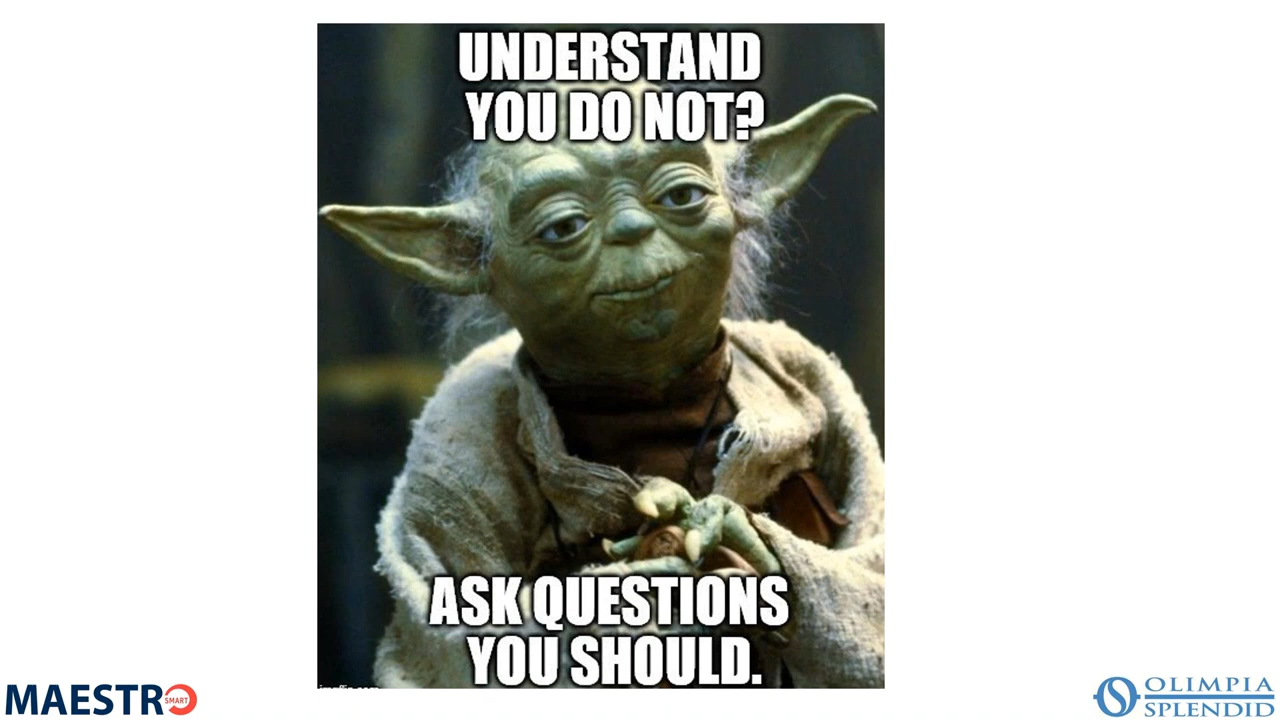 UNDERSTAND
YOU DO NOT?
ASK QUESTIONS
YOU SHOULD.
MAESTRO
SMART
OLIMPIA
SPLENDID